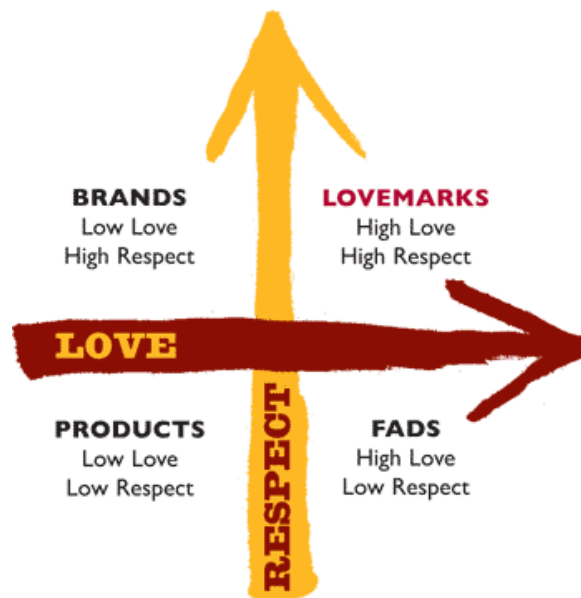 BRANDS
Low Love
High Respect
LOVEMARKS
High Love
High Respect
LOVE
RESPECT
PRODUCTS
Low Love
Low Respect
FADS
High Love
Low Respect